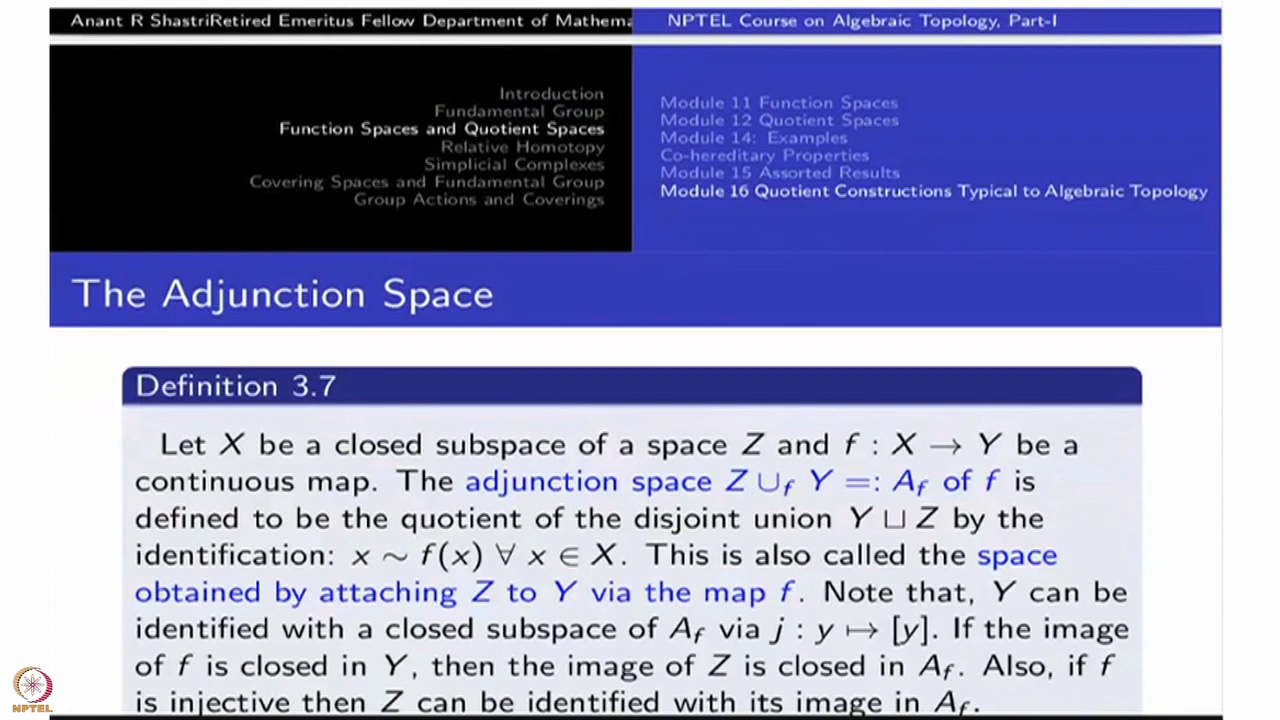 Anant R ShastriRetired Emeritus Fellow Department of Mathema
NPTEL Course on Algebraic Topology, Part-I
Introduction
Fundamental Group
Function Spaces and Quotient Spaces
Relative Homotopy
Simplicial Complexes
Covering Spaces and Fundamental Group
Group Actions and Coverings
Module 11 Function Spaces
Module 12 Quotient Spaces
Module 14: Examples
Co-hereditary Properties
Module 15 Assorted Results
Module 16 Quotient Constructions Typical to Algebraic Topology
The Adjunction Space
Definition 3.7
Let X be a closed subspace of a space Z and f : X → Y be a
continuous map. The adjunction space Z ∪_f Y =: A_f of f is
defined to be the quotient of the disjoint union Y ⊔ Z by the
identification: x ∼ f(x) ∀ x ∈ X. This is also called the space
obtained by attaching Z to Y via the map f. Note that, Y can be
identified with a closed subspace of A_f via j : y ↦ [y]. If the image
of f is closed in Y, then the image of Z is closed in A_f. Also, if f
is injective then Z can be identified with its image in A_f.
NPTEL